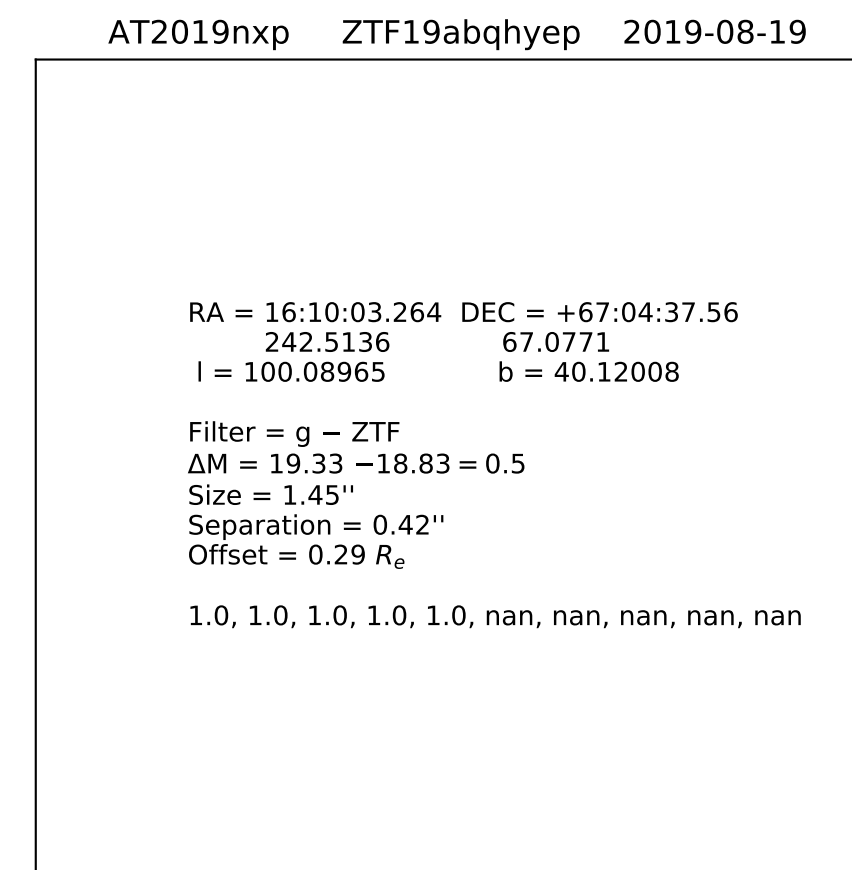 AT2019nxp ZTF19abqhyep 2019-08-19
RA = 16:10:03.264 DEC = +67:04:37.56
242.5136 67.0771
l = 100.08965 b = 40.12008
Filter = g − ZTF
ΔM = 19.33 −18.83 = 0.5
Size = 1.45''
Separation = 0.42''
Offset = 0.29 Re
1.0, 1.0, 1.0, 1.0, 1.0, nan, nan, nan, nan, nan